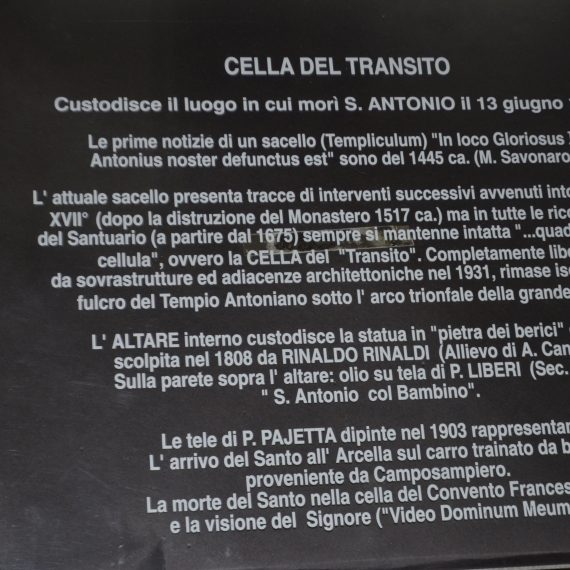 CELLA DEL TRANSITO
Custodisce il luogo in cui morì S. ANTONIO il 13 giugno
Le prime notizie di un sacello (Templiculum) "In loco Gloriosus
Antonius noster defunctus est" sono del 1445 ca. (M. Savonaro
L' attuale sacello presenta tracce di interventi successivi avvenuti into
XVII° (dopo la distruzione del Monastero 1517 ca.) ma in tutte le rico
del Santuario (a partire dal 1675) sempre si mantenne intatta "...quad
cellula", ovvero la CELLA del "Transito". Completamente libe
da sovrastrutture ed adiacenze architettoniche nel 1931, rimase iso
fulcro del Tempio Antoniano sotto l' arco trionfale della grande
L' ALTARE interno custodisce la statua in "pietra dei berici"
scolpita nel 1808 da RINALDO RINALDI (Allievo di A. Can
Sulla parete sopra l' altare: olio su tela di P. LIBERI (Sec.
" S. Antonio col Bambino".
Le tele di P. PAJETTA dipinte nel 1903 rappresentan
L' arrivo del Santo all' Arcella sul carro trainato da b
proveniente da Camposampiero.
La morte del Santo nella cella del Convento Frances
e la visione del Signore ("Video Dominum Meum